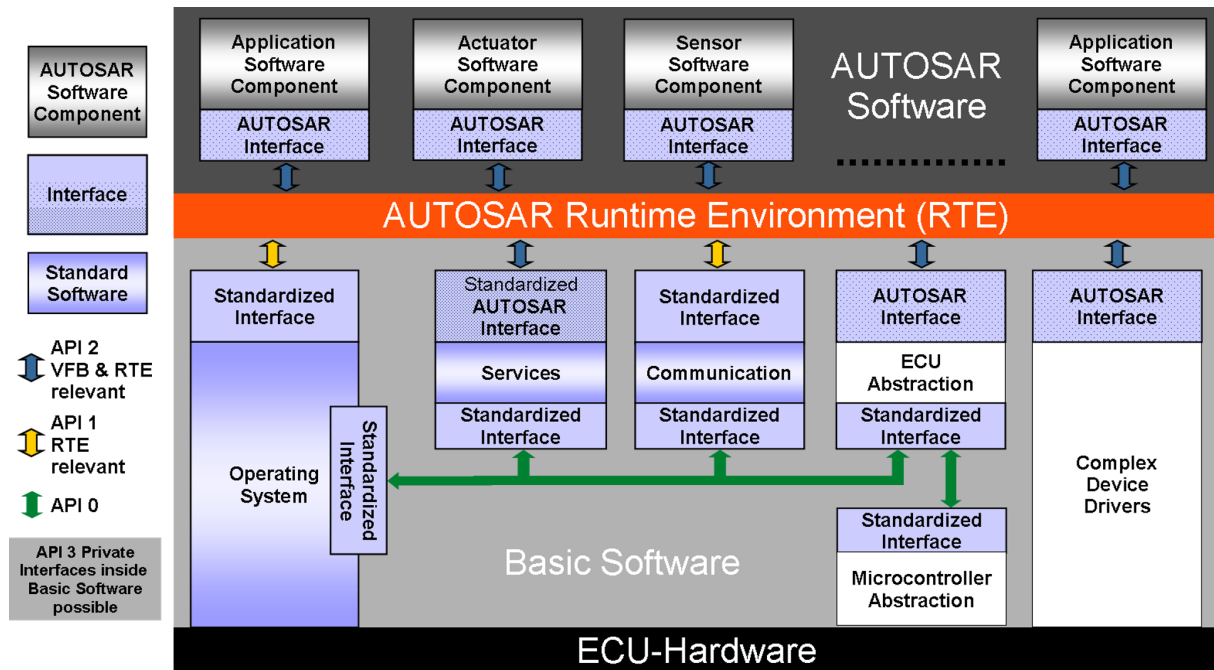 AUTOSAR
Software
Component
Interface
Standard
Software
API 2
VFB & RTE
relevant
API 1
RTE
relevant
API 0
API 3 Private
Interfaces inside
Basic Software
possible
Application
Software
Component
AUTOSAR
Interface
Actuator
Software
Component
AUTOSAR
Interface
Sensor
Software
Component
AUTOSAR
Interface
AUTOSAR
Software
Application
Software
Component
AUTOSAR
Interface
AUTOSAR Runtime Environment (RTE)
Standardized
Interface
Operating
System
Standardized
Interface
Standardized
AUTOSAR
Interface
Services
Standardized
Interface
Standardized
Interface
Communication
Standardized
Interface
AUTOSAR
Interface
ECU
Abstraction
Standardized
Interface
Standardized
Interface
Microcontroller
Abstraction
AUTOSAR
Interface
Complex
Device
Drivers
Basic Software
ECU-Hardware